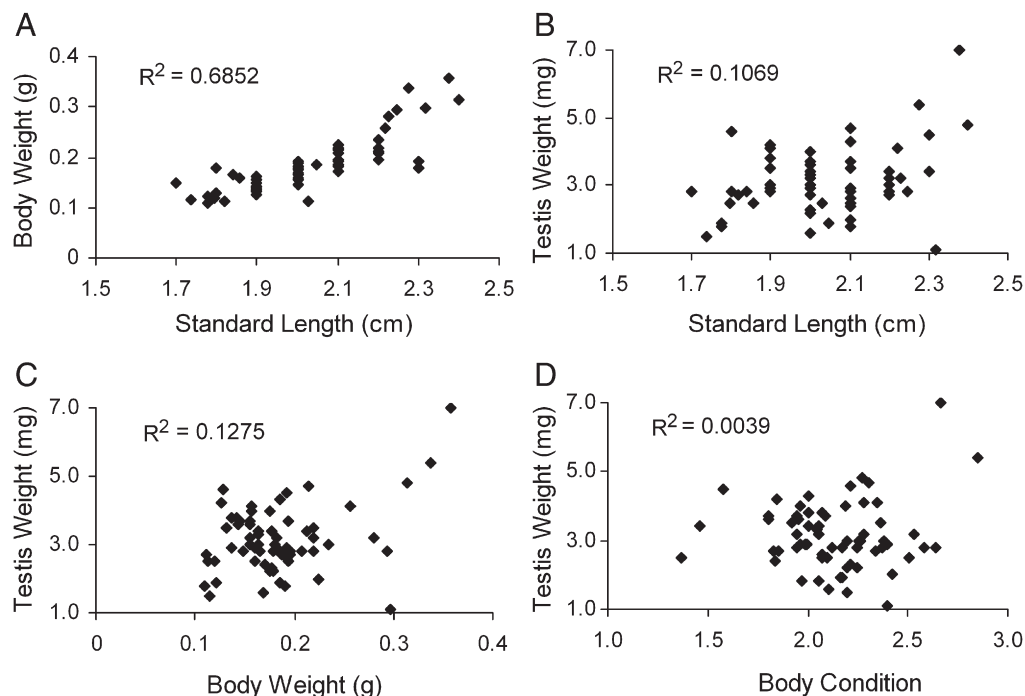 A
Body Weight (g)
0.4
0.3
0.2
0.1
0
R² = 0.6852
1.5 1.7 1.9 2.1 2.3 2.5
Standard Length (cm)
B
Testis Weight (mg)
7.0
5.0
3.0
1.0
R² = 0.1069
1.5 1.7 1.9 2.1 2.3 2.5
Standard Length (cm)
C
Testis Weight (mg)
7.0
5.0
3.0
1.0
R² = 0.1275
0 0.1 0.2 0.3 0.4
Body Weight (g)
D
Testis Weight (mg)
7.0
5.0
3.0
1.0
R² = 0.0039
1.0 1.5 2.0 2.5 3.0
Body Condition